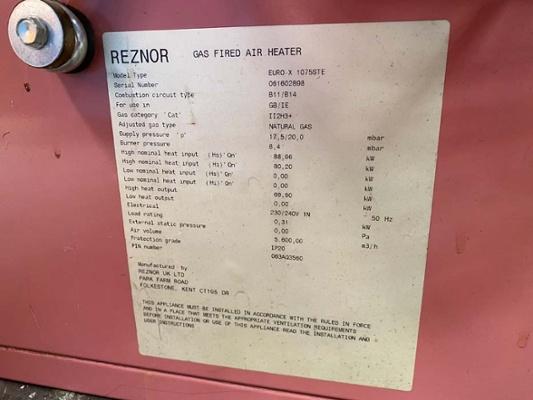 REZNOR GAS FIRED AIR HEATER
Model Type EURO-X 1075STE
Serial Number 061602898
Combustion circuit type B11/B14
For use in GB/IE
Gas category 'Cat' II2H3+
Adjusted gas type NATURAL GAS
Supply pressure 'p' 17,5/20,0 mbar
Burner pressure 8,4 mbar
High nominal heat input (Hs)'Qn' 88,96 kW
High nominal heat input (Hi)'Qn' 80,20 kW
Low nominal heat input (Hs)'Qn' 0,00 kW
Low nominal heat input (Hi)'Qn' 0,00 kW
High heat output 69,90 kW
Low heat output 0,00 kW
Electrical 230/240V 1N 50 Hz
Load rating 0,31 kW
External static pressure Pa
Air volume 5.600,00 m3/h
Protection grade IP20
PIN number 063AQ3560
Manufactured by
REZNOR UK LTD
PARK FARM ROAD
FOLKESTONE, KENT CT195 DR
THIS APPLIANCE MUST BE INSTALLED IN ACCORDANCE WITH THE RULES IN FORCE
AND IN A PLACE THAT MEETS THE APPROPRIATE VENTILATION REQUIREMENTS
BEFORE INSTALLATION OR USE OF THIS APPLIANCE READ THE INSTALLATION AND
USER INSTRUCTIONS